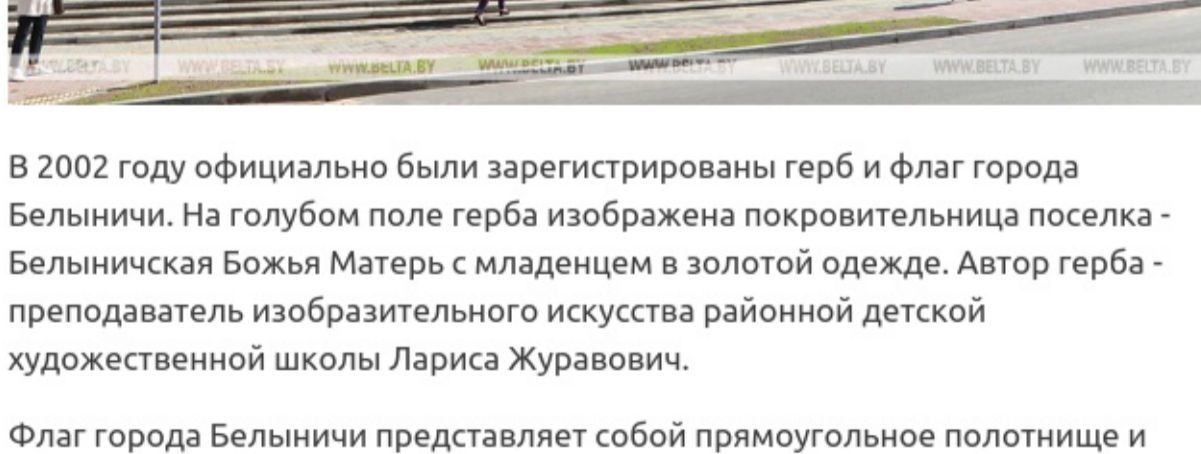 WWW.BELTA.BY WWW.BELTA.BY WWW.BELTA.BY WWW.BELTA.BY WWW.BELTA.BY WWW.BELTA.BY WWW.BELTA.BY WWW.BELTA.BY
В 2002 году официально были зарегистрированы герб и флаг города
Белыничи. На голубом поле герба изображена покровительница поселка -
Белыничская Божья Матерь с младенцем в золотой одежде. Автор герба -
преподаватель изобразительного искусства районной детской
художественной школы Лариса Журавович.
Флаг города Белыничи представляет собой прямоугольное полотнище и